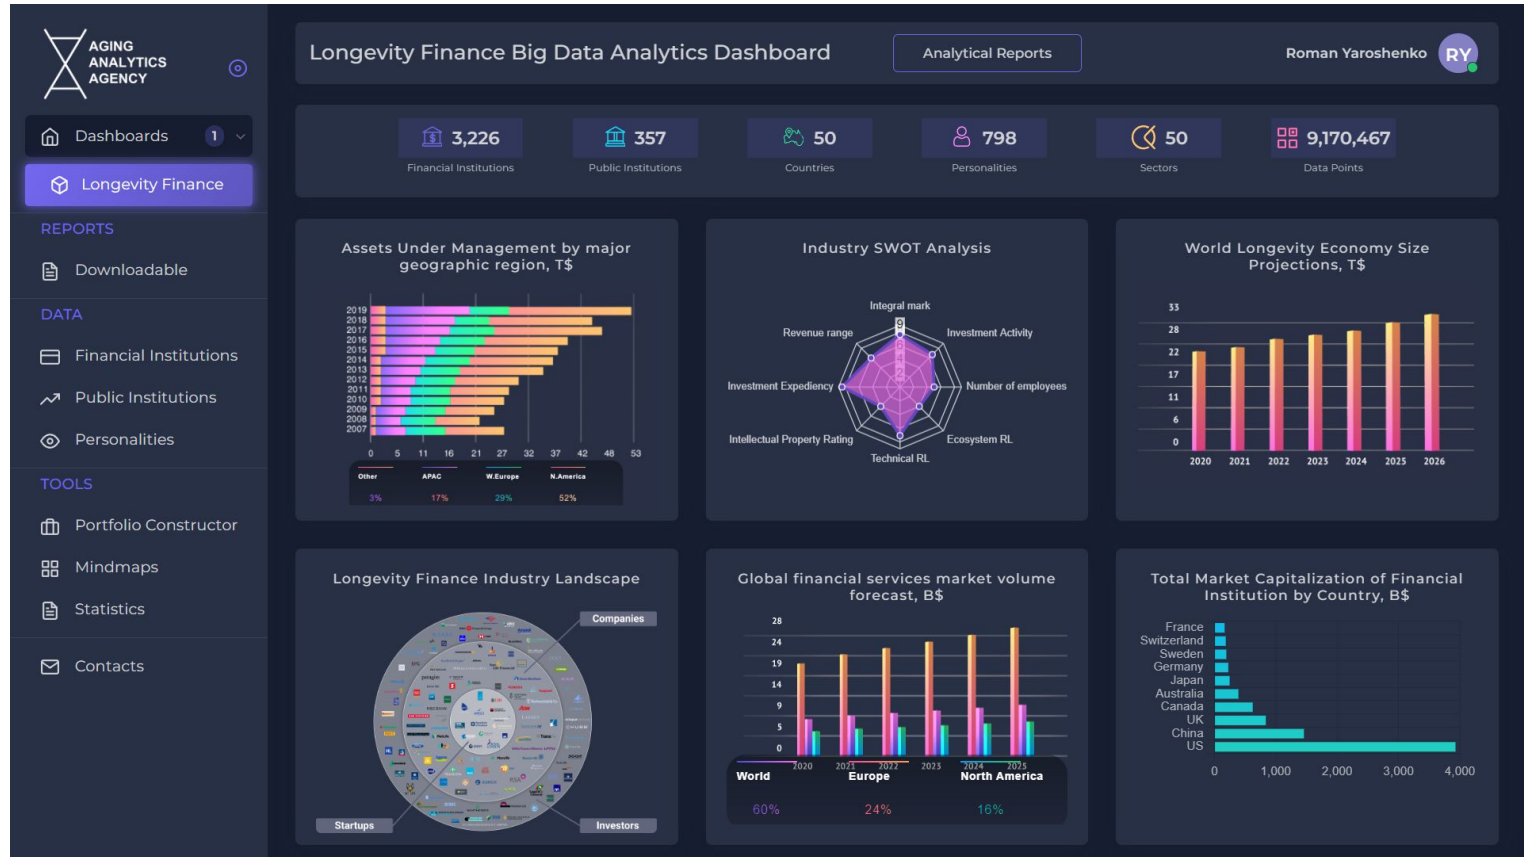 AGING
ANALYTICS
AGENCY
Dashboards
1
Longevity Finance
REPORTS
Downloadable
DATA
Financial Institutions
Public Institutions
Personalities
TOOLS
Portfolio Constructor
Mindmaps
Statistics
Contacts
Longevity Finance Big Data Analytics Dashboard
Analytical Reports
Roman Yaroshenko
RY
3,226
Financial Institutions
357
Public Institutions
50
Countries
798
Personalities
50
Sectors
9,170,467
Data Points
Assets Under Management by major
geographic region, T$
2019
2018
2017
2016
2015
2014
2013
2012
2011
2010
2009
2008
2007
0 5 11 16 21 27 32 37 42 48 53
Other APAC W.Europe N.America
3% 17% 29% 52%
Industry SWOT Analysis
Integral mark
Investment Activity
Number of employees
Ecosystem RL
Technical RL
Intellectual Property Rating
Investment Expediency
Revenue range
9
4
2
World Longevity Economy Size
Projections, T$
33
28
22
17
11
6
0
2020 2021 2022 2023 2024 2025 2026
Longevity Finance Industry Landscape
Companies
Startups
Investors
Global financial services market volume
forecast, B$
28
24
19
14
9
5
0
2020 2021 2022 2023 2024 2025
World Europe North America
60% 24% 16%
Total Market Capitalization of Financial
Institution by Country, B$
France
Switzerland
Sweden
Germany
Japan
Australia
Canada
UK
China
US
0 1,000 2,000 3,000 4,000